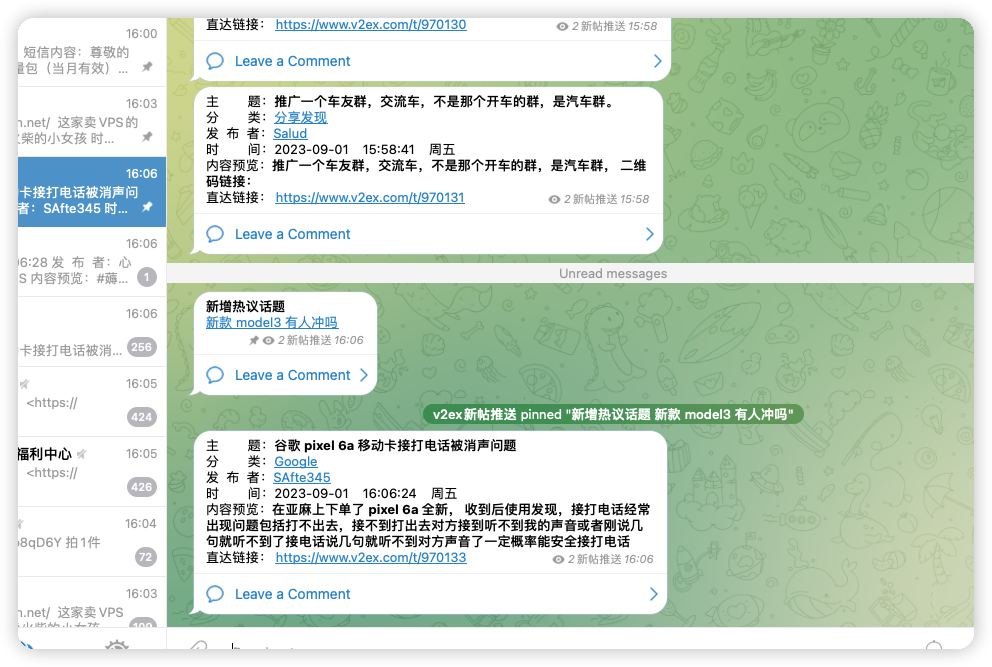 16:00
短信内容：尊敬的
量包（当月有效）...
16:03
n.net/ 这家卖VPS的
火柴的小女孩 时...
16:06
卡接打电话被消声问
者：SAfte345 时...
16:06
6:28 发 布 者：心
S 内容预览：#薅...
1
16:06
卡接打电话被消...
256
16:05
<https://
424
福利中心
16:05
<https://
426
16:04
o8qD6Y 拍1件
72
16:03
n.net/ 这家卖VPS
直达链接： https://www.v2ex.com/t/970130
2 新帖推送 15:58
Leave a Comment
主 题：推广一个车友群，交流车，不是那个开车的群，是汽车群。
分 类：分享发现
发 布 者：Salud
时 间：2023-09-01 15:58:41 周五
内容预览：推广一个车友群，交流车，不是那个开车的群，是汽车群， 二维
码链接：
直达链接： https://www.v2ex.com/t/970131
2 新帖推送 15:58
Leave a Comment
Unread messages
新增热议话题
新款 model3 有人冲吗
2 新帖推送 16:06
Leave a Comment
v2ex新帖推送 pinned "新增热议话题 新款 model3 有人冲吗"
主 题：谷歌 pixel 6a 移动卡接打电话被消声问题
分 类：Google
发 布 者：SAfte345
时 间：2023-09-01 16:06:24 周五
内容预览：在亚麻上下单了 pixel 6a 全新， 收到后使用发现，接打电话经常
出现问题包括打不出去，接不到打出去对方接到听不到我的声音或者刚说几
句就听不到了接电话说几句就听不到对方声音了一定概率能安全接打电话
直达链接： https://www.v2ex.com/t/970133
2 新帖推送 16:06
Leave a Comment